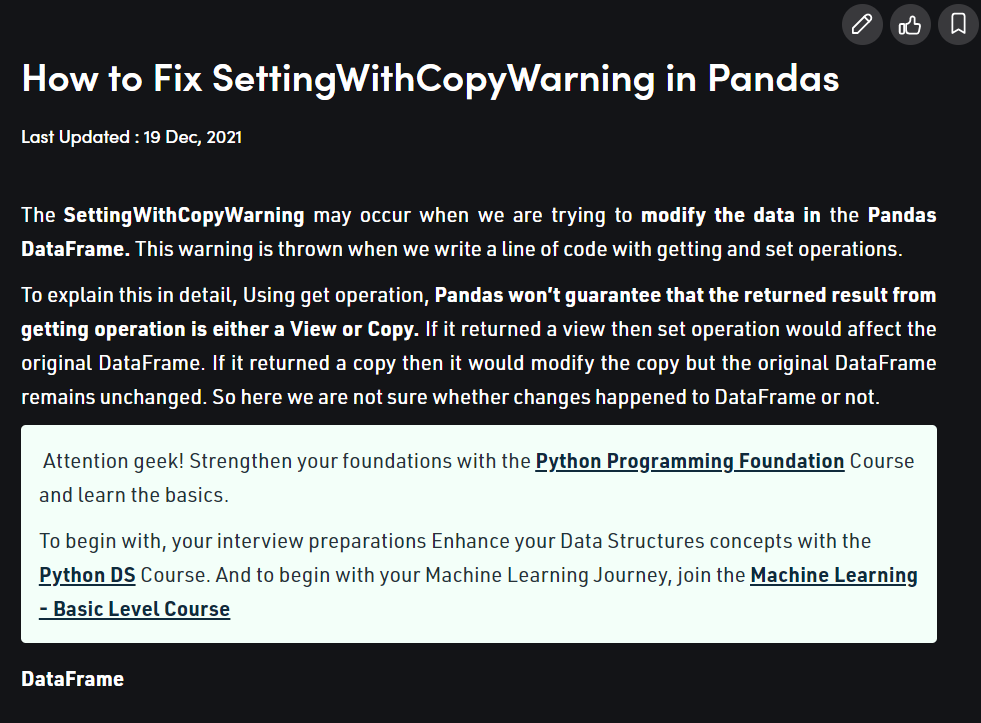 How to Fix SettingWithCopyWarning in Pandas
Last Updated : 19 Dec, 2021
The SettingWithCopyWarning may occur when we are trying to modify the data in the Pandas
DataFrame. This warning is thrown when we write a line of code with getting and set operations.
To explain this in detail, Using get operation, Pandas won’t guarantee that the returned result from
getting operation is either a View or Copy. If it returned a view then set operation would affect the
original DataFrame. If it returned a copy then it would modify the copy but the original DataFrame
remains unchanged. So here we are not sure whether changes happened to DataFrame or not.
Attention geek! Strengthen your foundations with the Python Programming Foundation Course
and learn the basics.
To begin with, your interview preparations Enhance your Data Structures concepts with the
Python DS Course. And to begin with your Machine Learning Journey, join the Machine Learning
- Basic Level Course
DataFrame